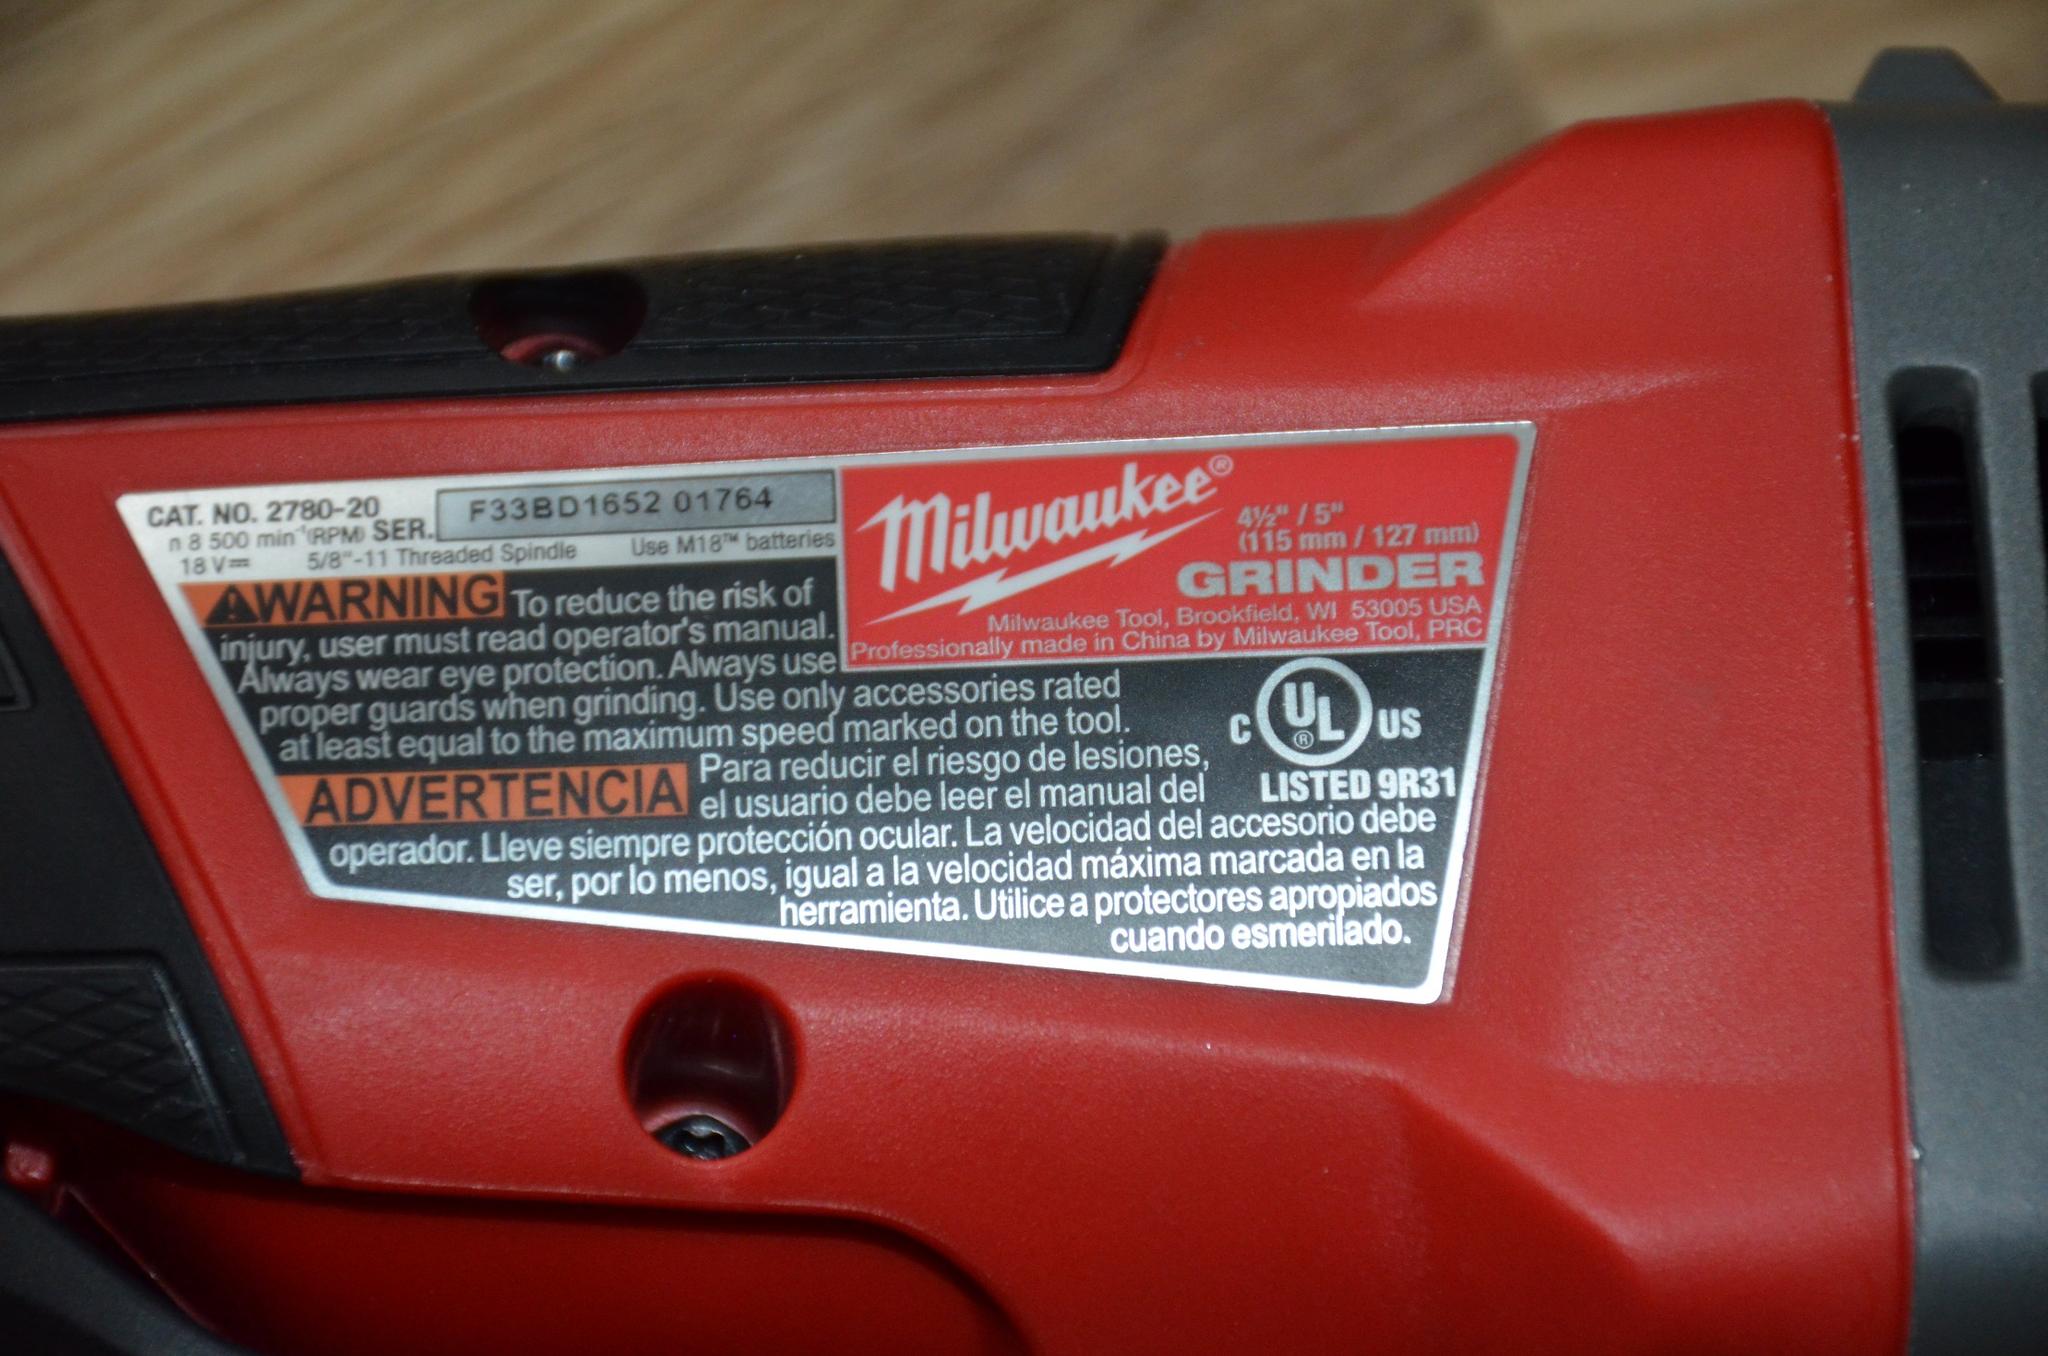 CAT. NO. 2780-20
n 8 500 min⁻¹(RPM) SER. F33BD1652 01764
18 V⎓ 5/8"-11 Threaded Spindle Use M18™ batteries
Milwaukee®
4½" / 5"
(115 mm / 127 mm)
GRINDER
Milwaukee Tool, Brookfield, WI 53005 USA
Professionally made in China by Milwaukee Tool, PRC
⚠WARNING To reduce the risk of
injury, user must read operator's manual.
Always wear eye protection. Always use
proper guards when grinding. Use only accessories rated
at least equal to the maximum speed marked on the tool.
ADVERTENCIA Para reducir el riesgo de lesiones,
el usuario debe leer el manual del
operador. Lleve siempre protección ocular. La velocidad del accesorio debe
ser, por lo menos, igual a la velocidad máxima marcada en la
herramienta. Utilice a protectores apropiados
cuando esmerilado.
C UL® US
LISTED 9R31